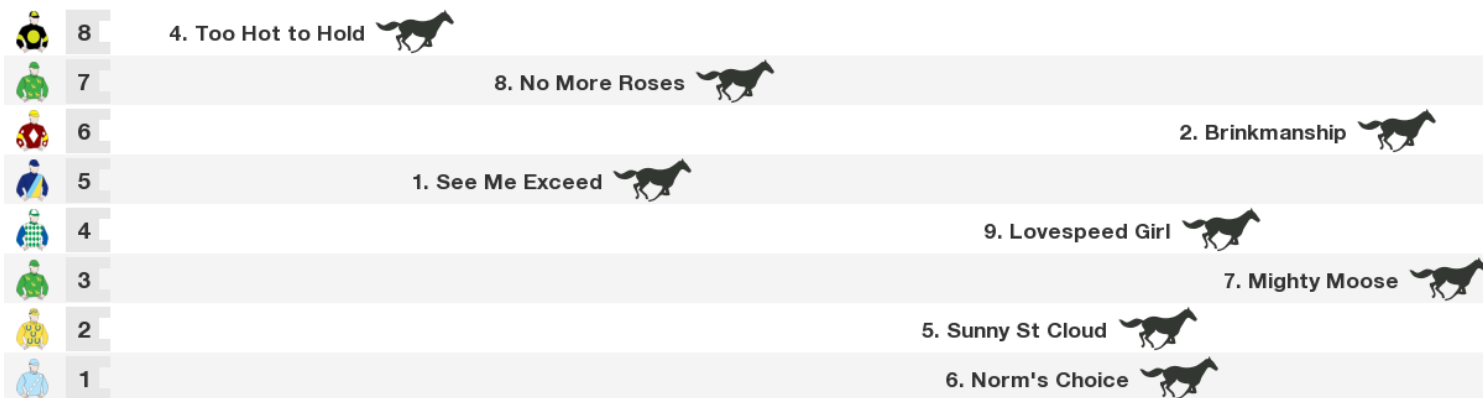 8 4. Too Hot to Hold
7 8. No More Roses
6 2. Brinkmanship
5 1. See Me Exceed
4 9. Lovespeed Girl
3 7. Mighty Moose
2 5. Sunny St Cloud
1 6. Norm's Choice